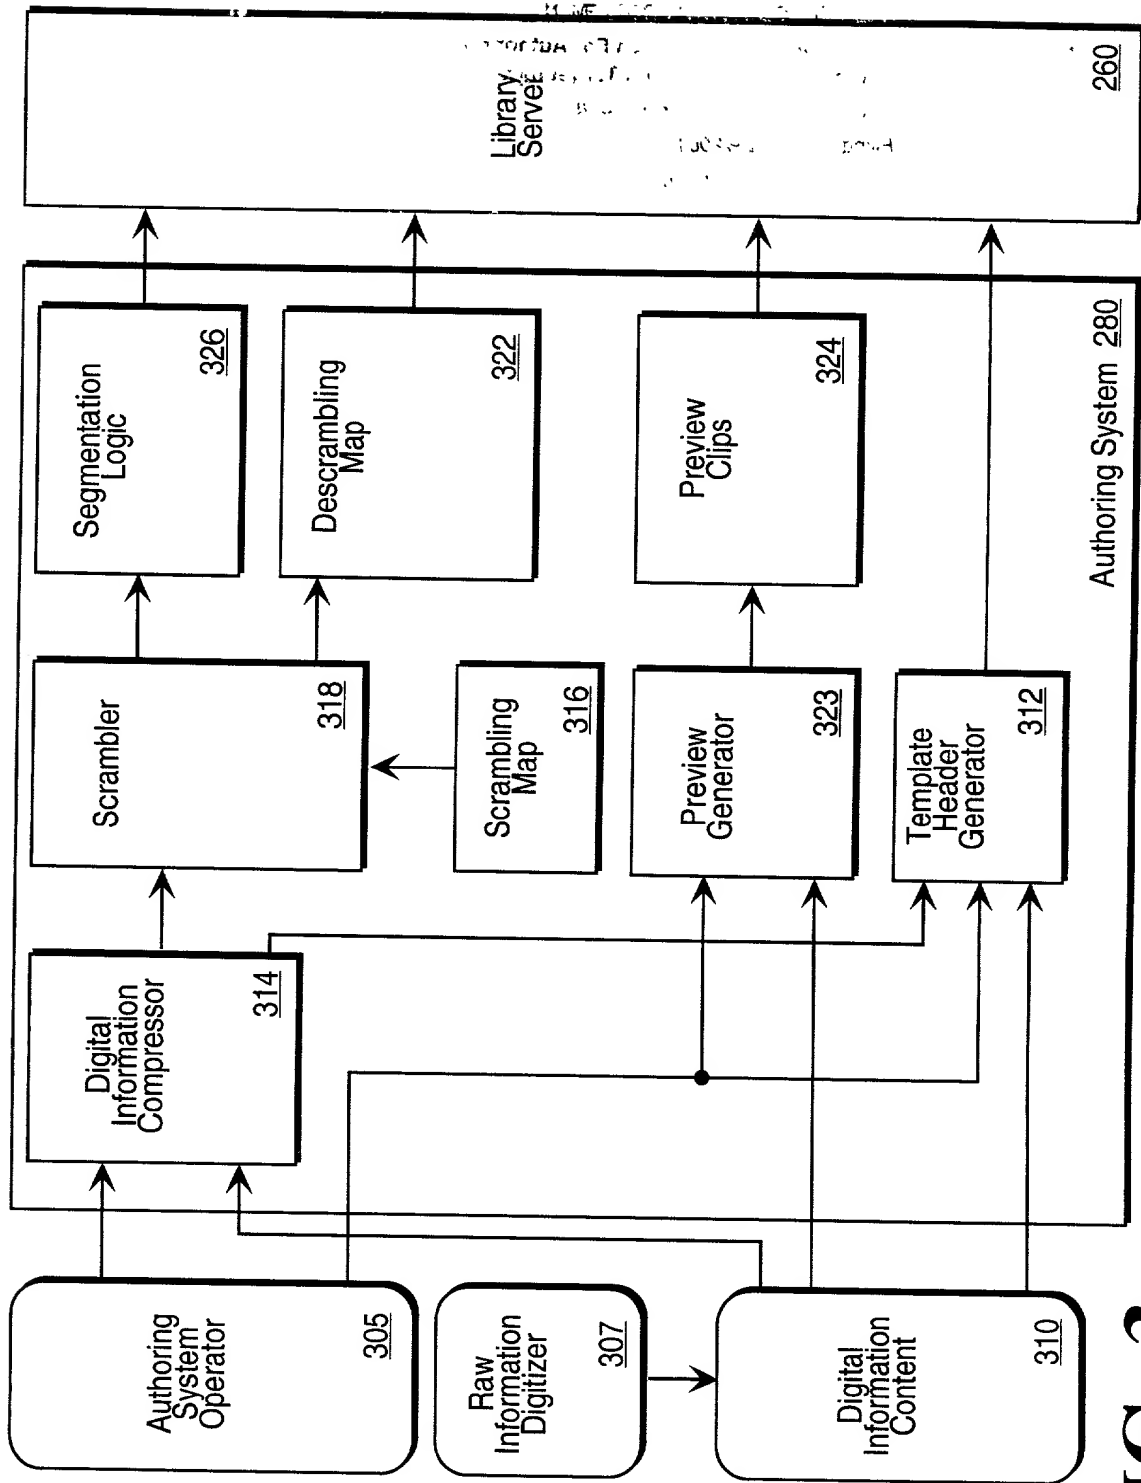 Authoring
System
Operator
305
Raw
Information
Digitizer
307
Digital
Information
Content
310
Digital
Information
Compressor
314
Scrambler
318
Scrambling
Map
316
Preview
Generator
323
Template
Header
Generator
312
Segmentation
Logic
326
Descrambling
Map
322
Preview
Clips
324
Authoring System 280
Library
Server
260